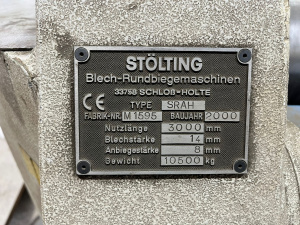 STÖLTING
Blech-Rundbiegemaschinen
33758 SCHLOß-HOLTE
CE TYPE SRAH
FABRIK-NR. M 1595 BAUJAHR 2000
Nutzlänge 3000 mm
Blechstärke 14 mm
Anbiegestärke 8 mm
Gewicht 10500 kg